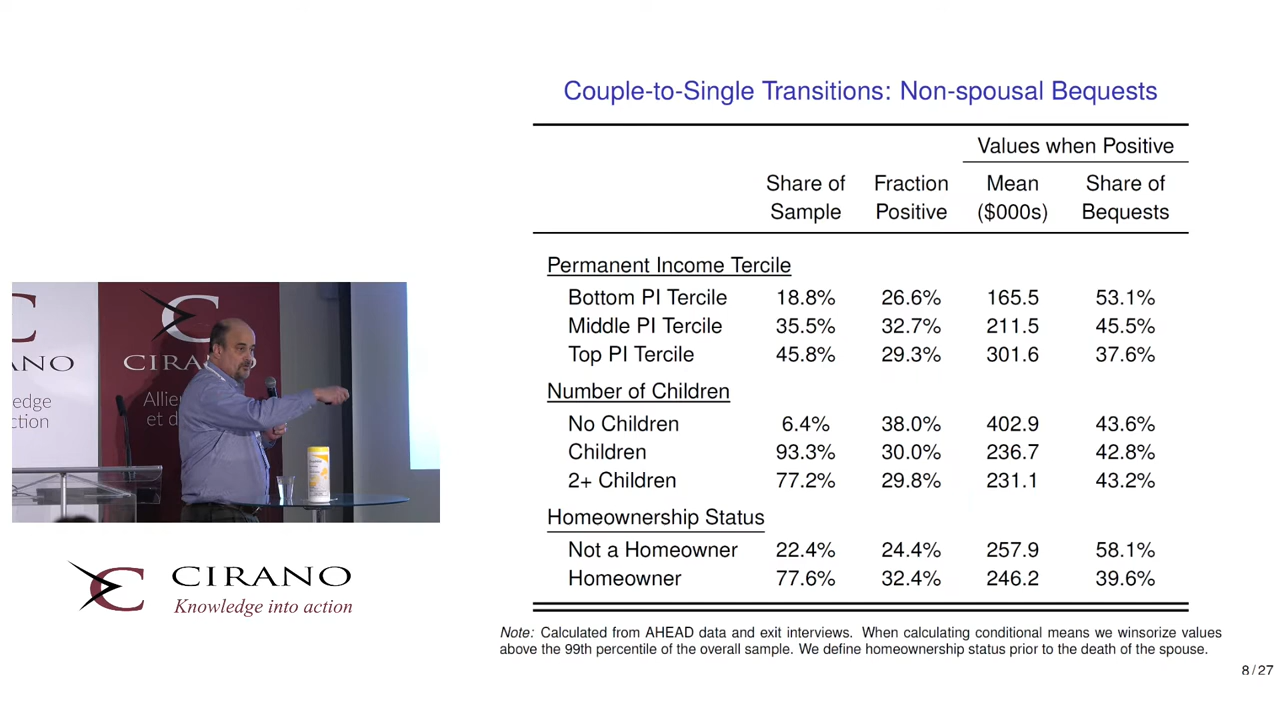 Couple-to-Single Transitions: Non-spousal Bequests
Values when Positive
Share of Fraction Mean Share of
Sample Positive ($000s) Bequests
Permanent Income Tercile
Bottom PI Tercile 18.8% 26.6% 165.5 53.1%
Middle PI Tercile 35.5% 32.7% 211.5 45.5%
Top PI Tercile 45.8% 29.3% 301.6 37.6%
Number of Children
No Children 6.4% 38.0% 402.9 43.6%
Children 93.3% 30.0% 236.7 42.8%
2+ Children 77.2% 29.8% 231.1 43.2%
Homeownership Status
Not a Homeowner 22.4% 24.4% 257.9 58.1%
Homeowner 77.6% 32.4% 246.2 39.6%
Note: Calculated from AHEAD data and exit interviews. When calculating conditional means we winsorize values
above the 99th percentile of the overall sample. We define homeownership status prior to the death of the spouse.
8/27
ANO
edge
ction
CIRANO
Allie
et d
CIRANO
Knowledge into action